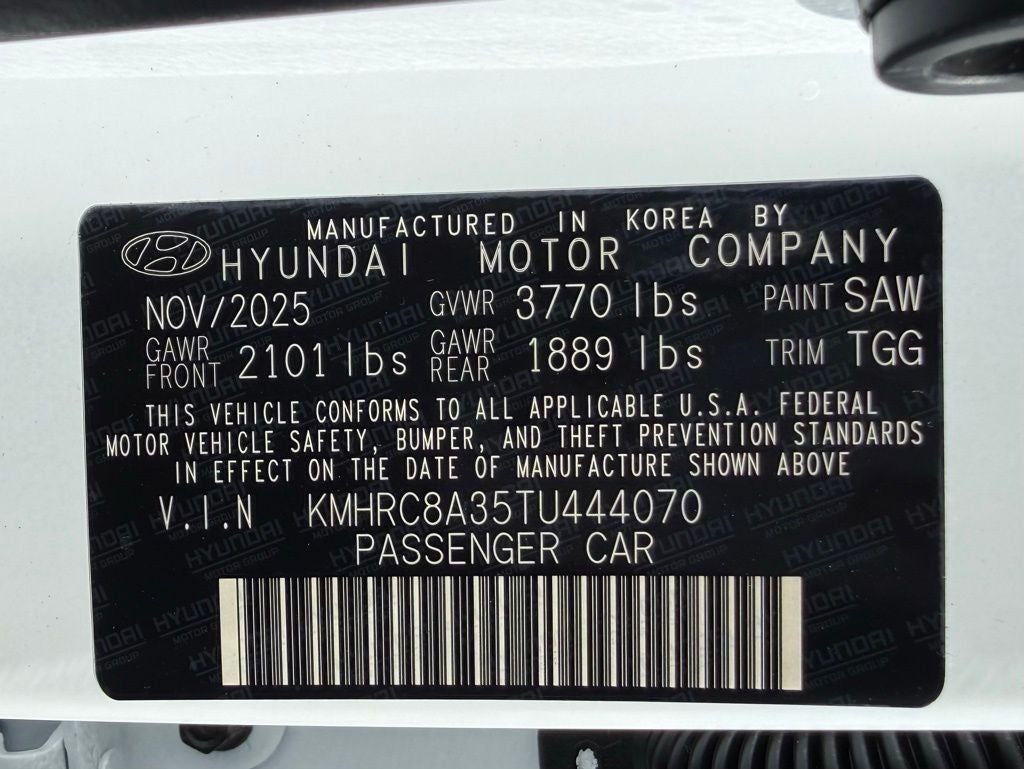 MANUFACTURED IN KOREA BY
HYUNDAI MOTOR COMPANY
NOV/2025 GVWR 3770 lbs PAINT SAW
GAWR FRONT 2101 lbs GAWR REAR 1889 lbs TRIM TGG
THIS VEHICLE CONFORMS TO ALL APPLICABLE U.S.A. FEDERAL
MOTOR VEHICLE SAFETY, BUMPER, AND THEFT PREVENTION STANDARDS
IN EFFECT ON THE DATE OF MANUFACTURE SHOWN ABOVE
V.I.N KMHRC8A35TU444070
PASSENGER CAR